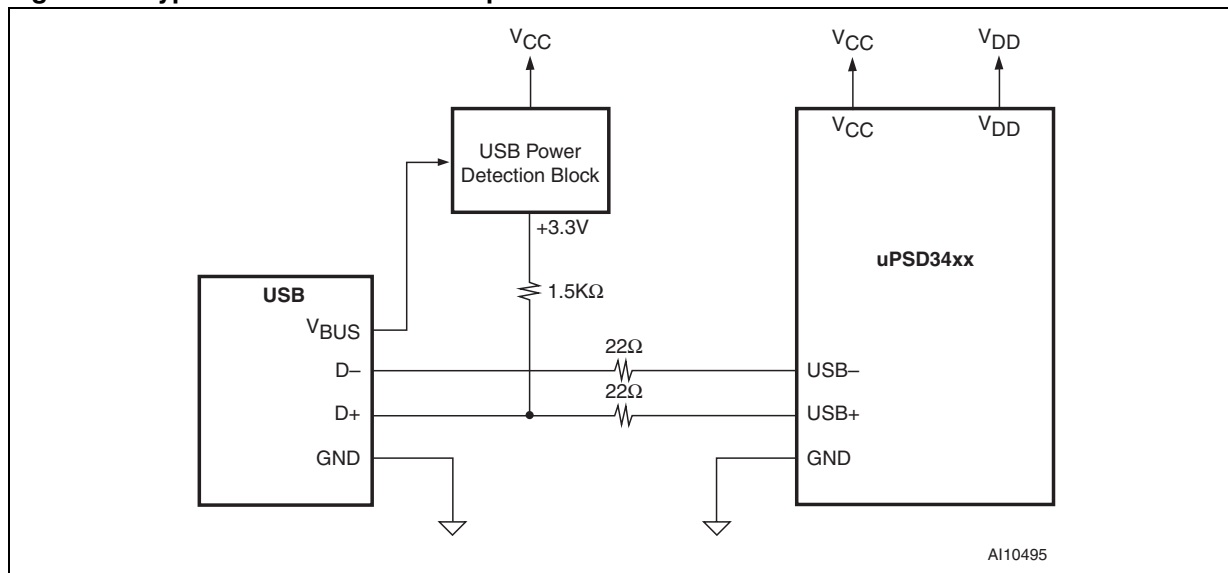 VCC
VCC
VDD
VCC
VDD
USB Power
Detection Block
+3.3V
uPSD34xx
USB
1.5KΩ
VBUS
22Ω
D–
USB–
22Ω
D+
USB+
GND
GND
AI10495